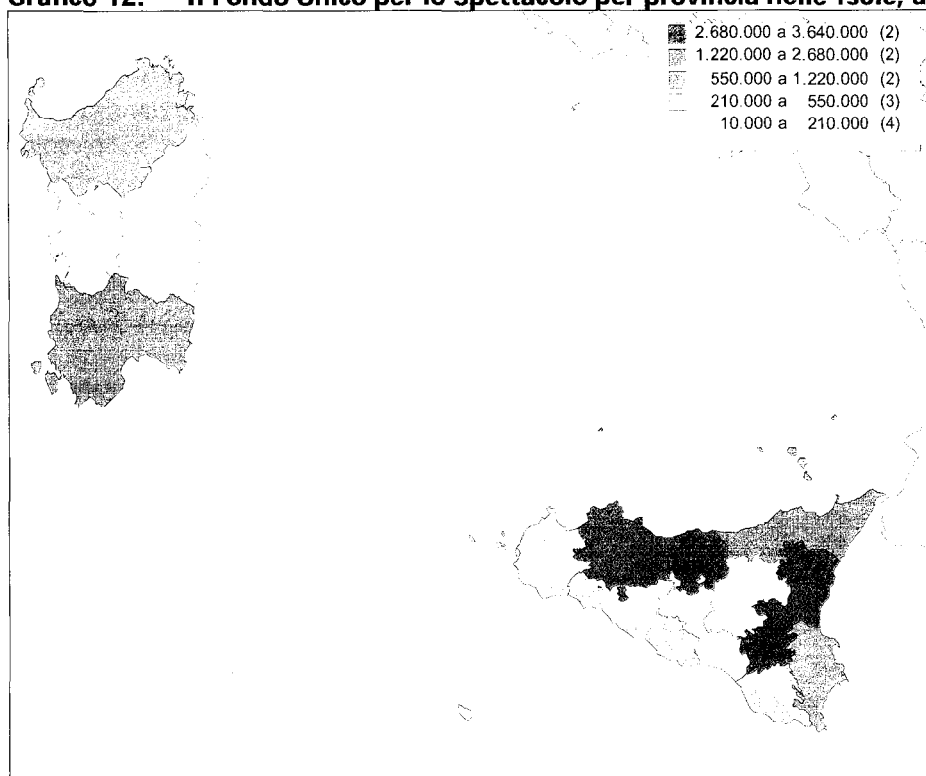 Grafico 12. Il Fondo Unico per lo Spettacolo per provincia nelle Isole, a
2.680.000 a 3.640.000 (2)
1.220.000 a 2.680.000 (2)
550.000 a 1.220.000 (2)
210.000 a 550.000 (3)
10.000 a 210.000 (4)